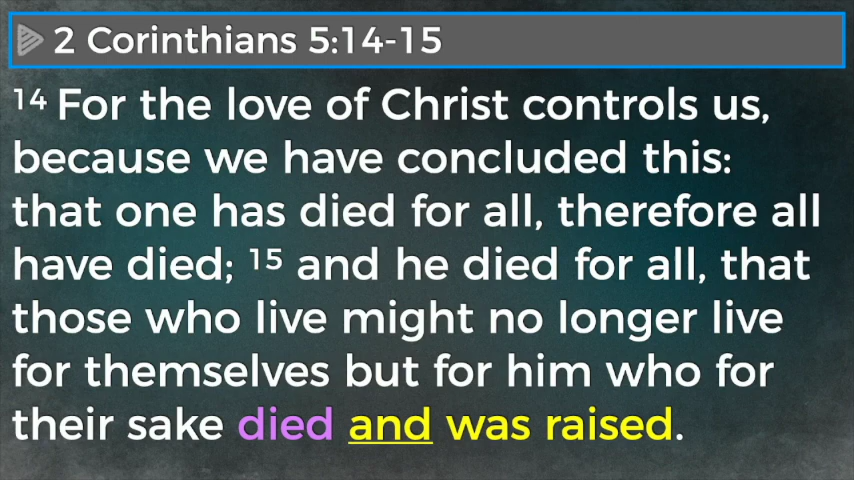 2 Corinthians 5:14-15
14 For the love of Christ controls us,
because we have concluded this:
that one has died for all, therefore all
have died; 15 and he died for all, that
those who live might no longer live
for themselves but for him who for
their sake died and was raised.